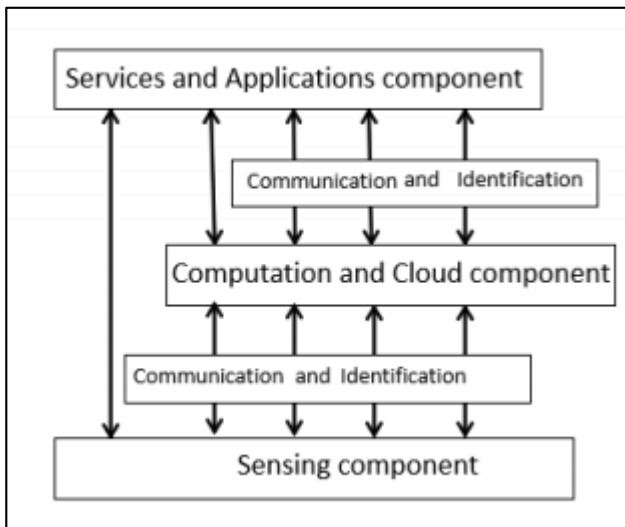 Services and Applications component
Communication and Identification
Computation and Cloud component
Communication and Identification
Sensing component